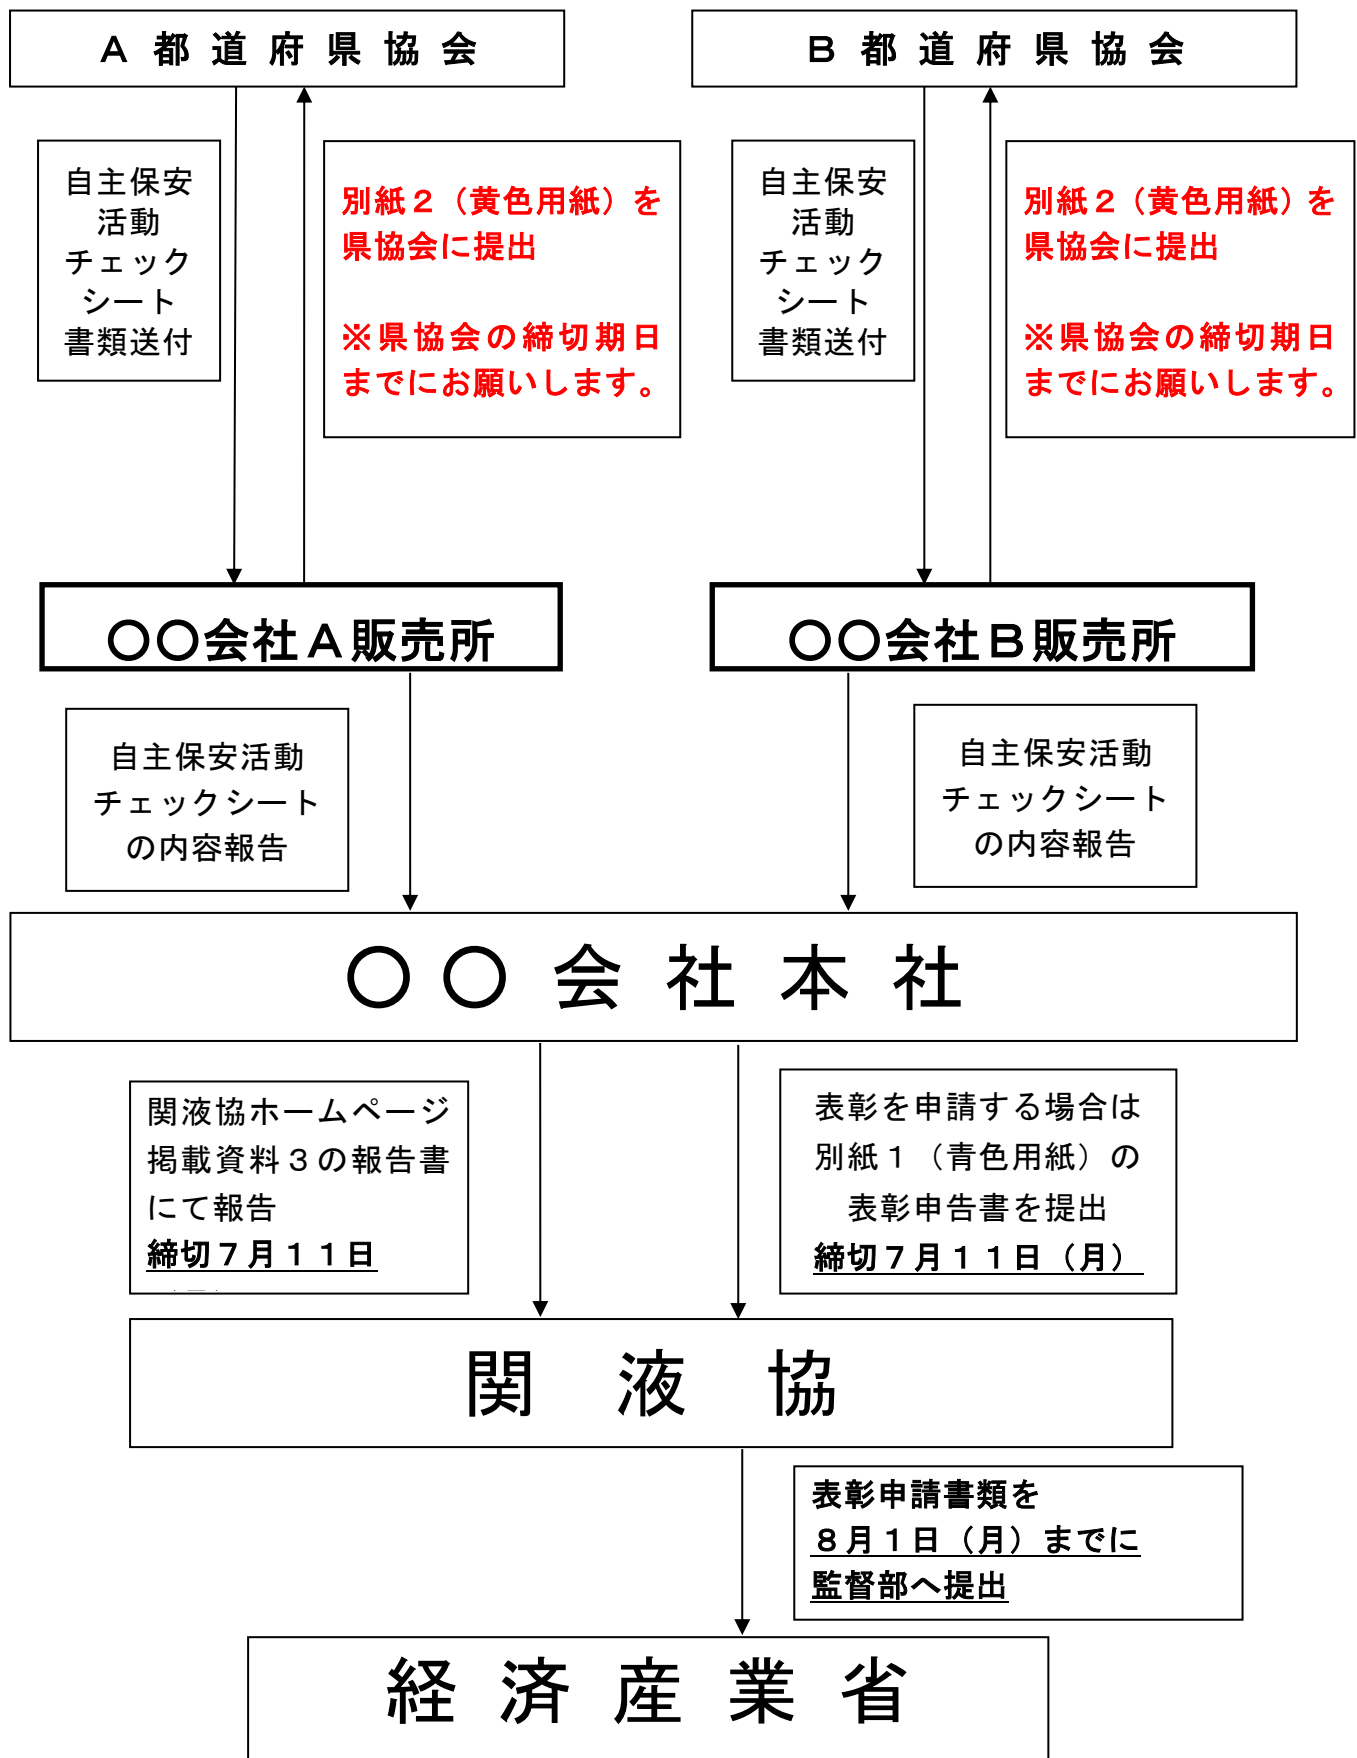 A 都 道 府 県 協 会
B 都 道 府 県 協 会
自主保安
活動
チェック
シート
書類送付
別紙２（黄色用紙）を
県協会に提出
※県協会の締切期日
までにお願いします。
自主保安
活動
チェック
シート
書類送付
別紙２（黄色用紙）を
県協会に提出
※県協会の締切期日
までにお願いします。
○○会社Ａ販売所
○○会社Ｂ販売所
自主保安活動
チェックシート
の内容報告
自主保安活動
チェックシート
の内容報告
○ ○ 会 社 本 社
関液協ホームページ
掲載資料３の報告書
にて報告
締切７月１１日
表彰を申請する場合は
別紙１（青色用紙）の
表彰申告書を提出
締切７月１１日（月）
関　液　協
表彰申請書類を
８月１日（月）までに
監督部へ提出
経 済 産 業 省